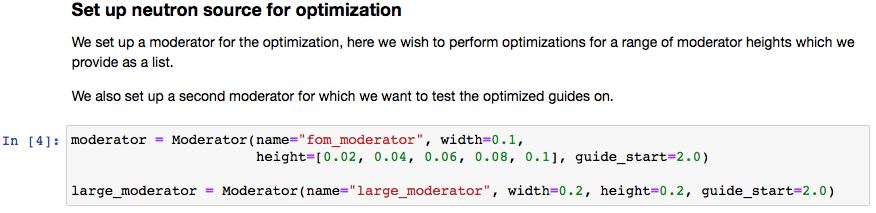 Set up neutron source for optimization
We set up a moderator for the optimization, here we wish to perform optimizations for a range of moderator heights which we
provide as a list.
We also set up a second moderator for which we want to test the optimized guides on.
In [4]: moderator = Moderator(name="fom_moderator", width=0.1,
height=[0.02, 0.04, 0.06, 0.08, 0.1], guide_start=2.0)
large_moderator = Moderator(name="large_moderator", width=0.2, height=0.2, guide_start=2.0)